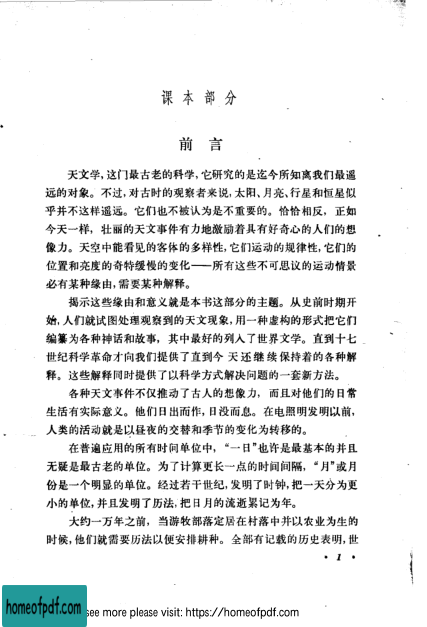 课本部分
前言
天文学,这门最古老的科学,它研究的是迄今所知离我们最遥
远的对象。不过,对古时的观察者来说,太阳、月亮、行星和恒星似
乎并不这样遥远。它们也不被认为是不重要的。恰恰相反,正如
今天一样,壮丽的天文事件有力地激励着具有好奇心的人们的想
像力。天空中能看见的客体的多样性,它们运动的规律性,它们的
位置和亮度的奇特缓慢的变化——所有这些不可思议的运动情景
必有某种缘由,需要某种解释。
揭示这些缘由和意义就是本书这部分的主题。从史前时期开
始,人们就试图处理观察到的天文现象,用一种虚构的形式把它们
编纂为各种神话和故事,其中最好的列入了世界文学。直到十七
世纪科学革命才向我们提供了直到今天还继续保持着的各种解
释。这些解释同时提供了以科学方式解决问题的一套新方法。
各种天文事件不仅推动了古人的想像力,而且对他们的日常
生活有实际意义。他们日出而作,日没而息。在电照明发明以前,
人类的活动就是以昼夜的交替和季节的变化为转移的。
在普遍应用的所有时间单位中,“一日”也许是最基本的并且
无疑是最古老的单位。为了计算更长一点的时间间隔,“月”或月
份是一个明显的单位。经过若干世纪,发明了时钟,把一天分为更
小的单位,并且发明了历法,把日月的流逝累记为年。
大约一万年之前,当游牧部落定居在村落中并以农业为生的
时候,他们就需要历法以便安排耕种。全部有记载的历史表明,世
• 1 •
homeofpdf.com
see more please visit: https://homeofpdf.com